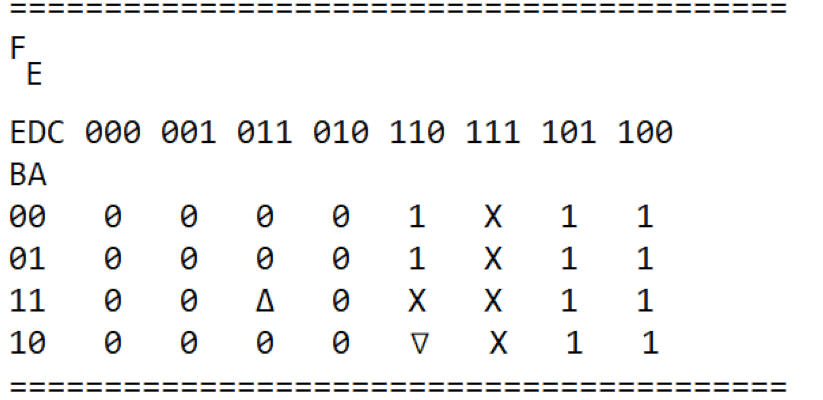 =========================================
F
E
EDC 000 001 011 010 110 111 101 100
BA
00 0 0 0 0 1 X 1 1
01 0 0 0 0 1 X 1 1
11 0 0 Δ 0 X X 1 1
10 0 0 0 0 ∇ X 1 1
=========================================